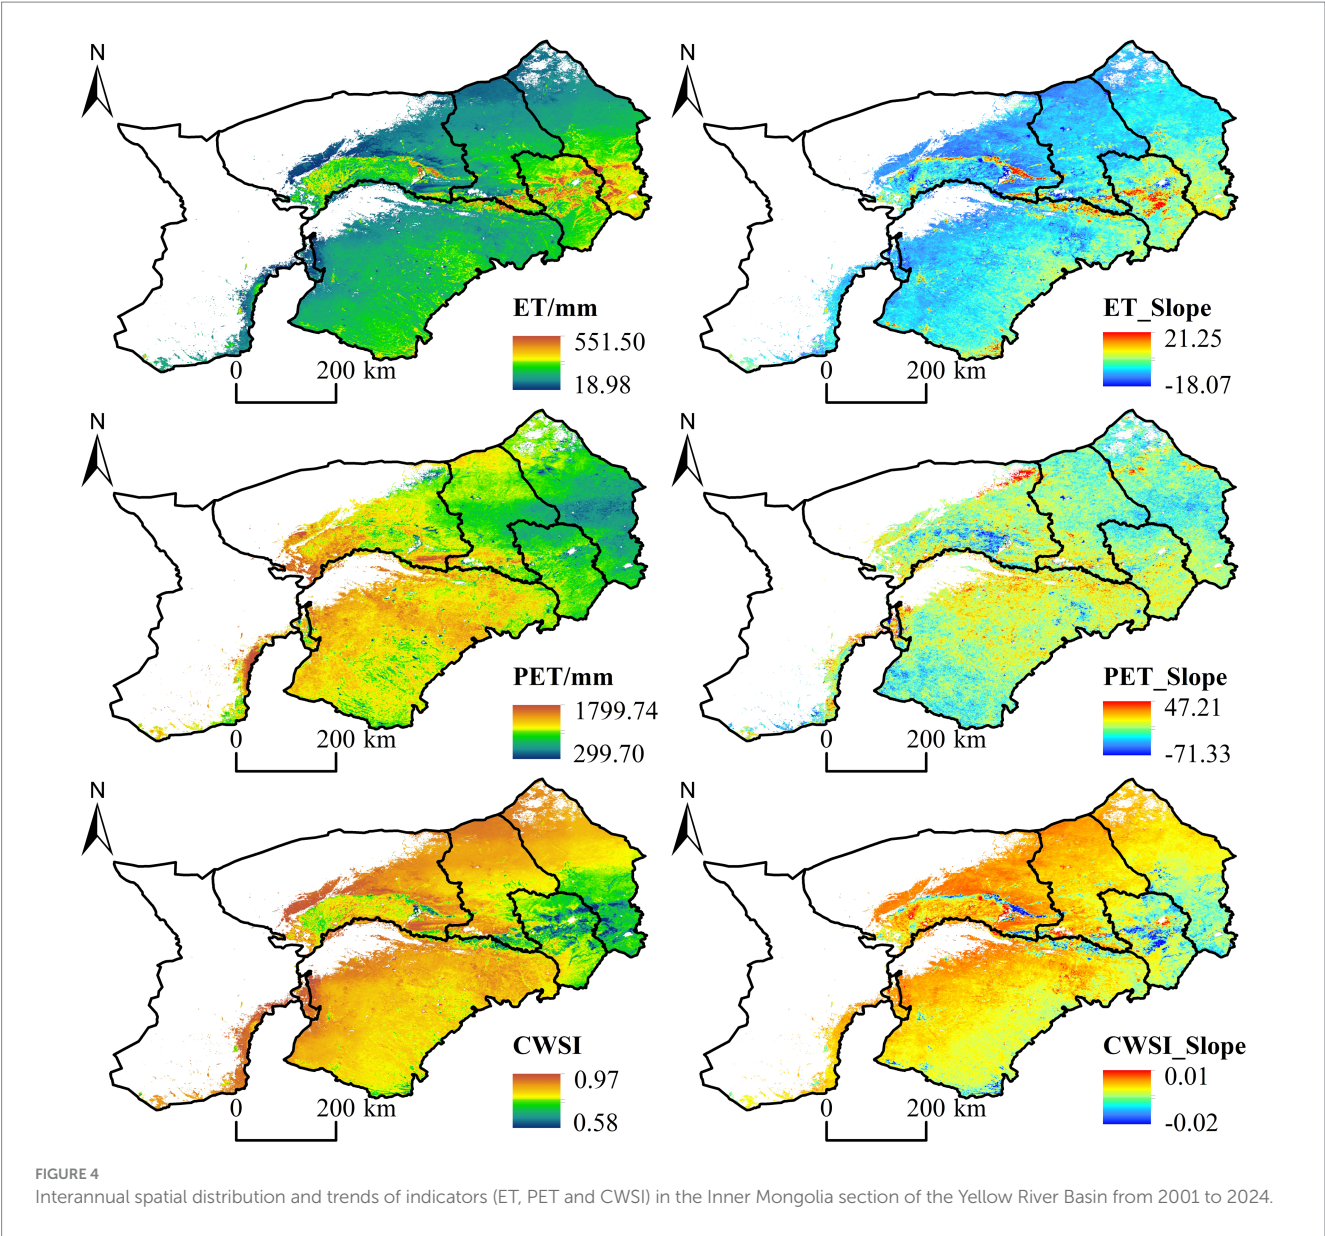 N
ET/mm
551.50
18.98
0 200 km
N
ET_Slope
21.25
-18.07
0 200 km
N
PET/mm
1799.74
299.70
0 200 km
N
PET_Slope
47.21
-71.33
0 200 km
N
CWSI
0.97
0.58
0 200 km
N
CWSI_Slope
0.01
-0.02
0 200 km
FIGURE 4
Interannual spatial distribution and trends of indicators (ET, PET and CWSI) in the Inner Mongolia section of the Yellow River Basin from 2001 to 2024.